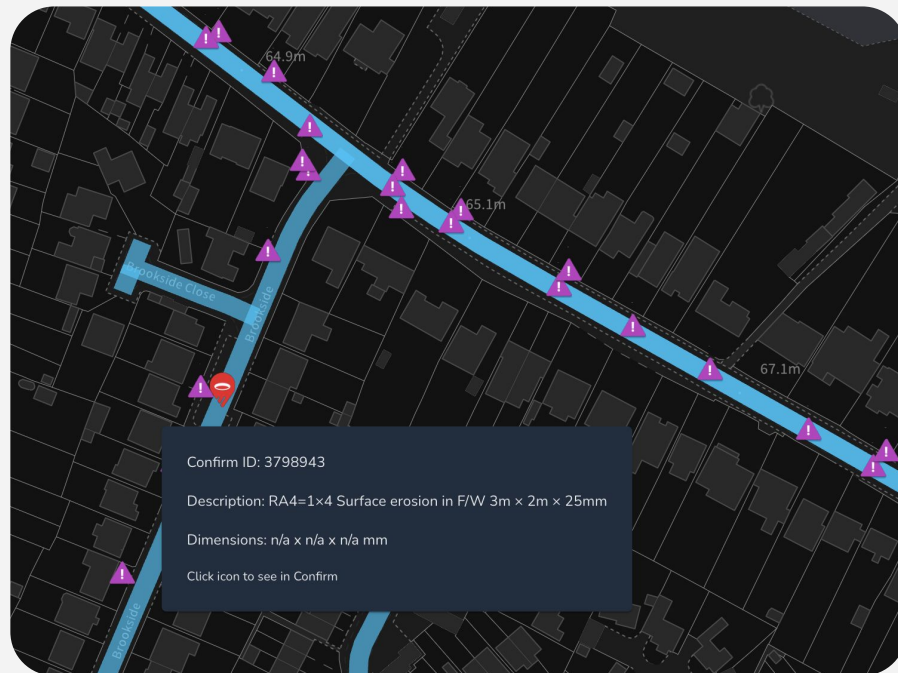 64.9m
65.1m
Brookside Close
Brookside
67.1m
Confirm ID: 3798943
Description: RA4=1×4 Surface erosion in F/W 3m × 2m × 25mm
Dimensions: n/a x n/a x n/a mm
Click icon to see in Confirm
Brookside